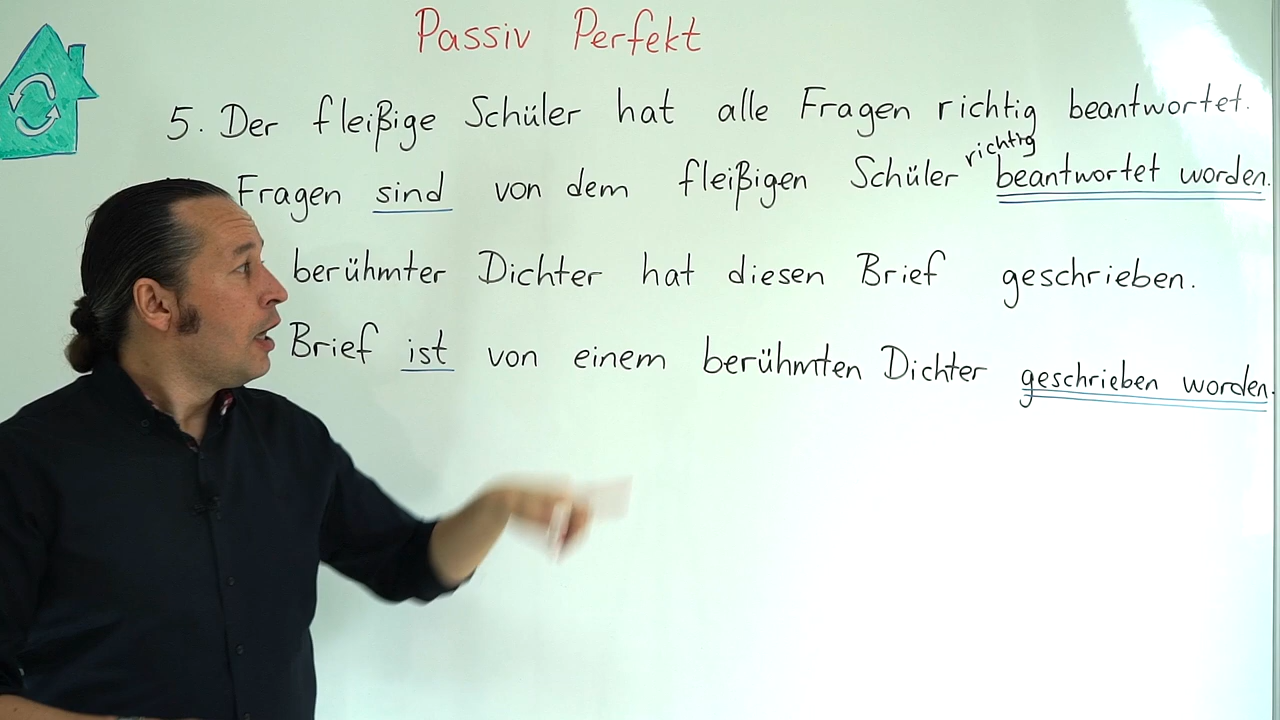 Passiv Perfekt
5. Der fleißige Schüler hat alle Fragen richtig beantwortet.
Fragen sind von dem fleißigen Schüler richtig beantwortet worden.
berühmter Dichter hat diesen Brief geschrieben.
Brief ist von einem berühmten Dichter geschrieben worden.